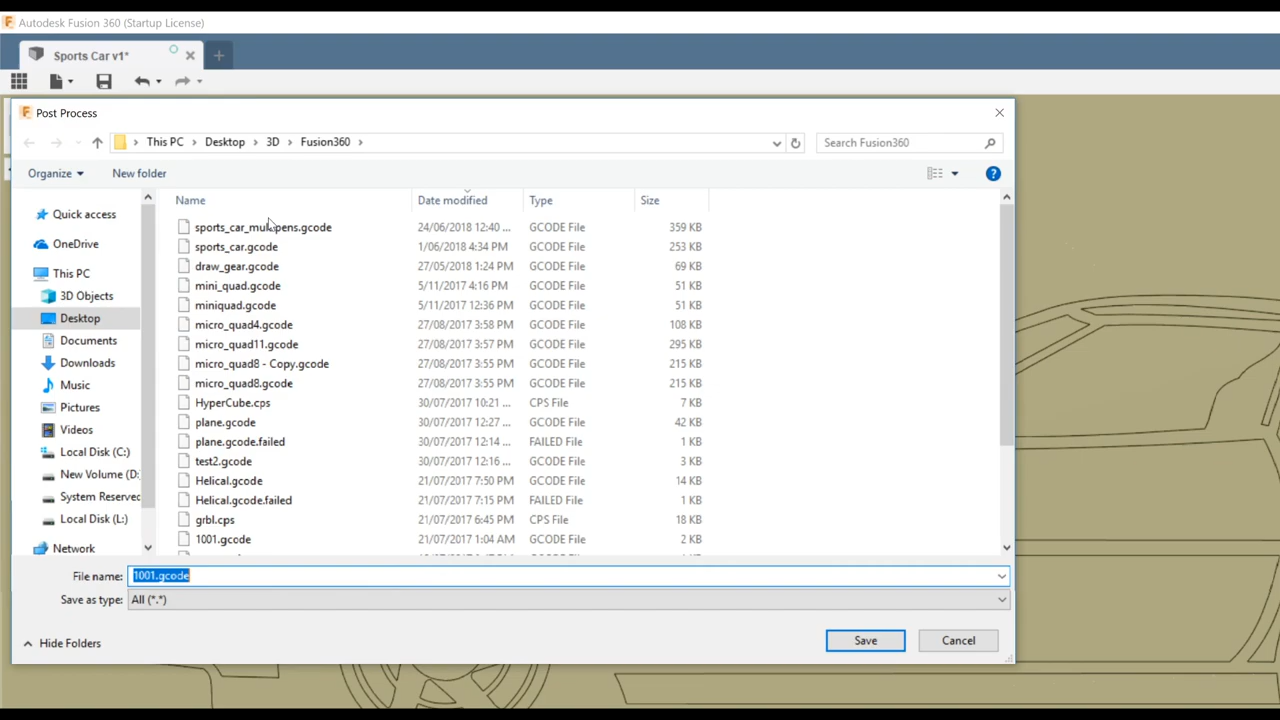 Autodesk Fusion 360 (Startup License)
Sports Car v1*
Post Process
This PC > Desktop > 3D > Fusion360 >
Search Fusion360
Organize
New folder
Name Date modified Type Size
sports_car_multipens.gcode 24/06/2018 12:40 ... GCODE File 359 KB
sports_car.gcode 1/06/2018 4:34 PM GCODE File 253 KB
draw_gear.gcode 27/05/2018 1:24 PM GCODE File 69 KB
mini_quad.gcode 5/11/2017 4:16 PM GCODE File 51 KB
miniquad.gcode 5/11/2017 12:36 PM GCODE File 51 KB
micro_quad4.gcode 27/08/2017 3:58 PM GCODE File 108 KB
micro_quad11.gcode 27/08/2017 3:57 PM GCODE File 295 KB
micro_quad8 - Copy.gcode 27/08/2017 3:55 PM GCODE File 215 KB
micro_quad8.gcode 27/08/2017 3:55 PM GCODE File 215 KB
HyperCube.cps 30/07/2017 10:21 ... CPS File 7 KB
plane.gcode 30/07/2017 12:27 ... GCODE File 42 KB
plane.gcode.failed 30/07/2017 12:14 ... FAILED File 1 KB
test2.gcode 30/07/2017 12:16 ... GCODE File 3 KB
Helical.gcode 21/07/2017 7:50 PM GCODE File 14 KB
Helical.gcode.failed 21/07/2017 7:15 PM FAILED File 1 KB
grbl.cps 21/07/2017 6:45 PM CPS File 18 KB
1001.gcode 21/07/2017 1:04 AM GCODE File 2 KB
Quick access
OneDrive
This PC
3D Objects
Desktop
Documents
Downloads
Music
Pictures
Videos
Local Disk (C:)
New Volume (D:
System Reserved
Local Disk (L:)
Network
File name: 1001.gcode
Save as type: All (*.*)
Hide Folders
Save
Cancel